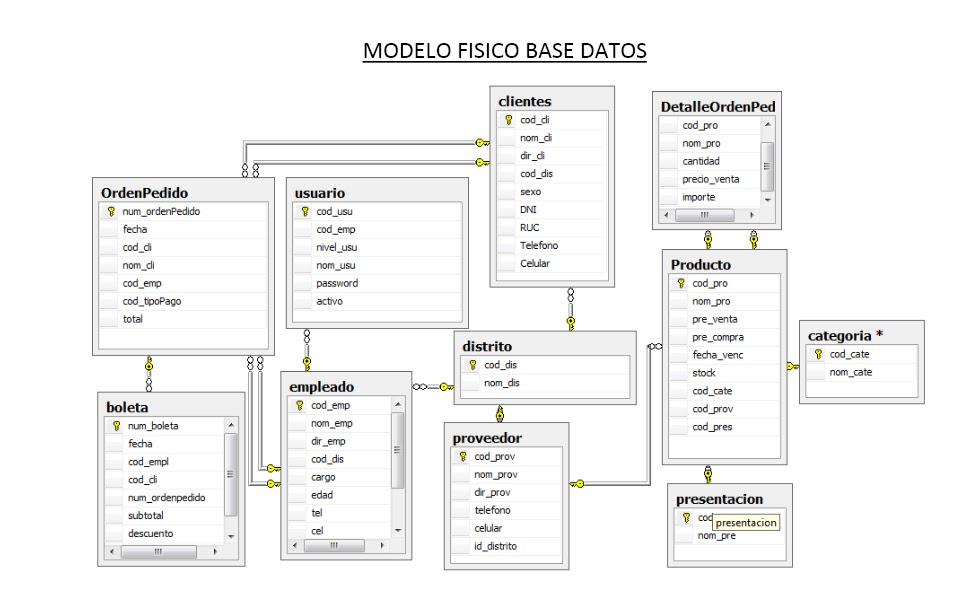 MODELO FISICO BASE DATOS
clientes
cod_cli
nom_cli
dir_cli
cod_dis
sexo
DNI
RUC
Telefono
Celular
DetalleOrdenPed
cod_pro
nom_pro
cantidad
precio_venta
importe
OrdenPedido
num_ordenPedido
fecha
cod_cli
nom_cli
cod_emp
cod_tipoPago
total
usuario
cod_usu
cod_emp
nivel_usu
nom_usu
password
activo
Producto
cod_pro
nom_pro
pre_venta
pre_compra
fecha_venc
stock
cod_cate
cod_prov
cod_pres
categoria *
cod_cate
nom_cate
distrito
cod_dis
nom_dis
boleta
num_boleta
fecha
cod_empl
cod_cli
num_ordenpedido
subtotal
descuento
empleado
cod_emp
nom_emp
dir_emp
cod_dis
cargo
edad
tel
cel
proveedor
cod_prov
nom_prov
dir_prov
telefono
celular
id_distrito
presentacion
cod
presentacion
nom_pre